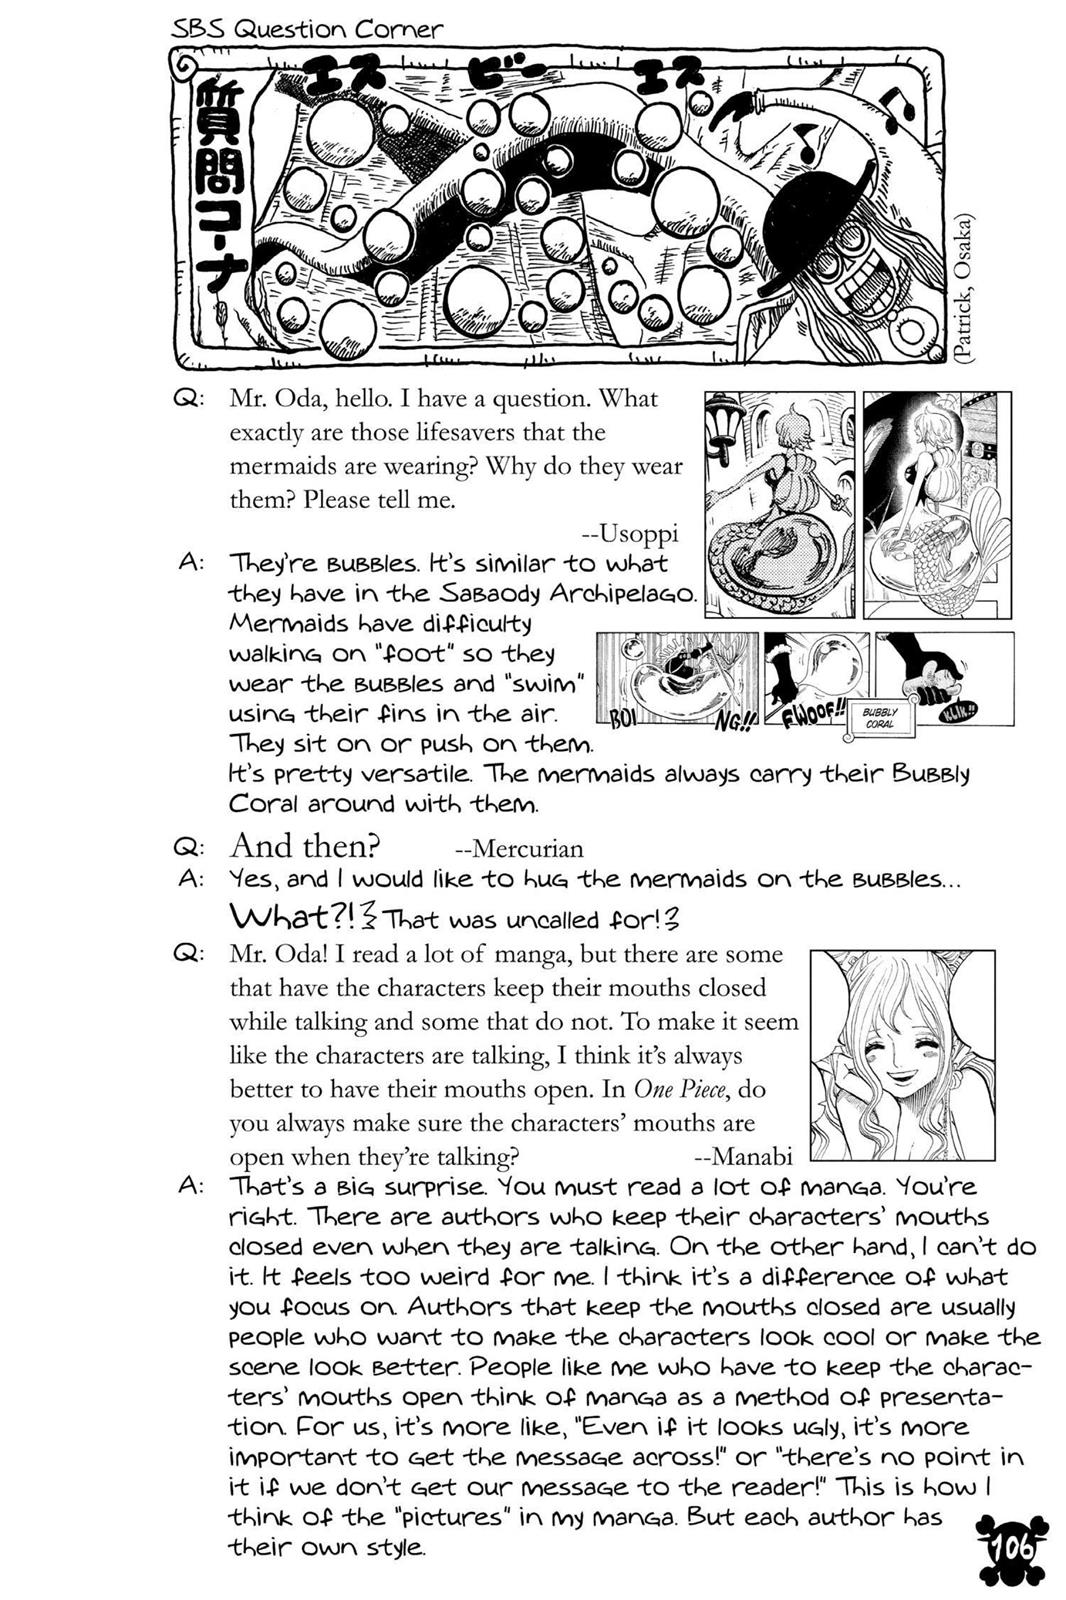 SBS Question Corner
エス ビー エス
質問コーナー
(Patrick, Osaka)
Q: Mr. Oda, hello. I have a question. What
exactly are those lifesavers that the
mermaids are wearing? Why do they wear
them? Please tell me.
--Usoppi
A: They're bubbles. It's similar to what
they have in the Sabaody Archipelago.
Mermaids have difficulty
walking on "foot" so they
wear the bubbles and "swim"
using their fins in the air.
They sit on or push on them.
It's pretty versatile. The mermaids always carry their Bubbly
Coral around with them.
BOI NG!!
FWOOF!!
BUBBLY
CORAL
KLIK!!
Q: And then? --Mercurian
A: Yes, and I would like to hug the mermaids on the bubbles...
What?! That was uncalled for!
Q: Mr. Oda! I read a lot of manga, but there are some
that have the characters keep their mouths closed
while talking and some that do not. To make it seem
like the characters are talking, I think it's always
better to have their mouths open. In One Piece, do
you always make sure the characters' mouths are
open when they're talking? --Manabi
A: That's a big surprise. You must read a lot of manga. You're
right. There are authors who keep their characters' mouths
closed even when they are talking. On the other hand, I can't do
it. It feels too weird for me. I think it's a difference of what
you focus on. Authors that keep the mouths closed are usually
people who want to make the characters look cool or make the
scene look better. People like me who have to keep the charac-
ters' mouths open think of manga as a method of presenta-
tion. For us, it's more like, "Even if it looks ugly, it's more
important to get the message across!" or "there's no point in
it if we don't get our message to the reader!" This is how I
think of the "pictures" in my manga. But each author has
their own style.
106